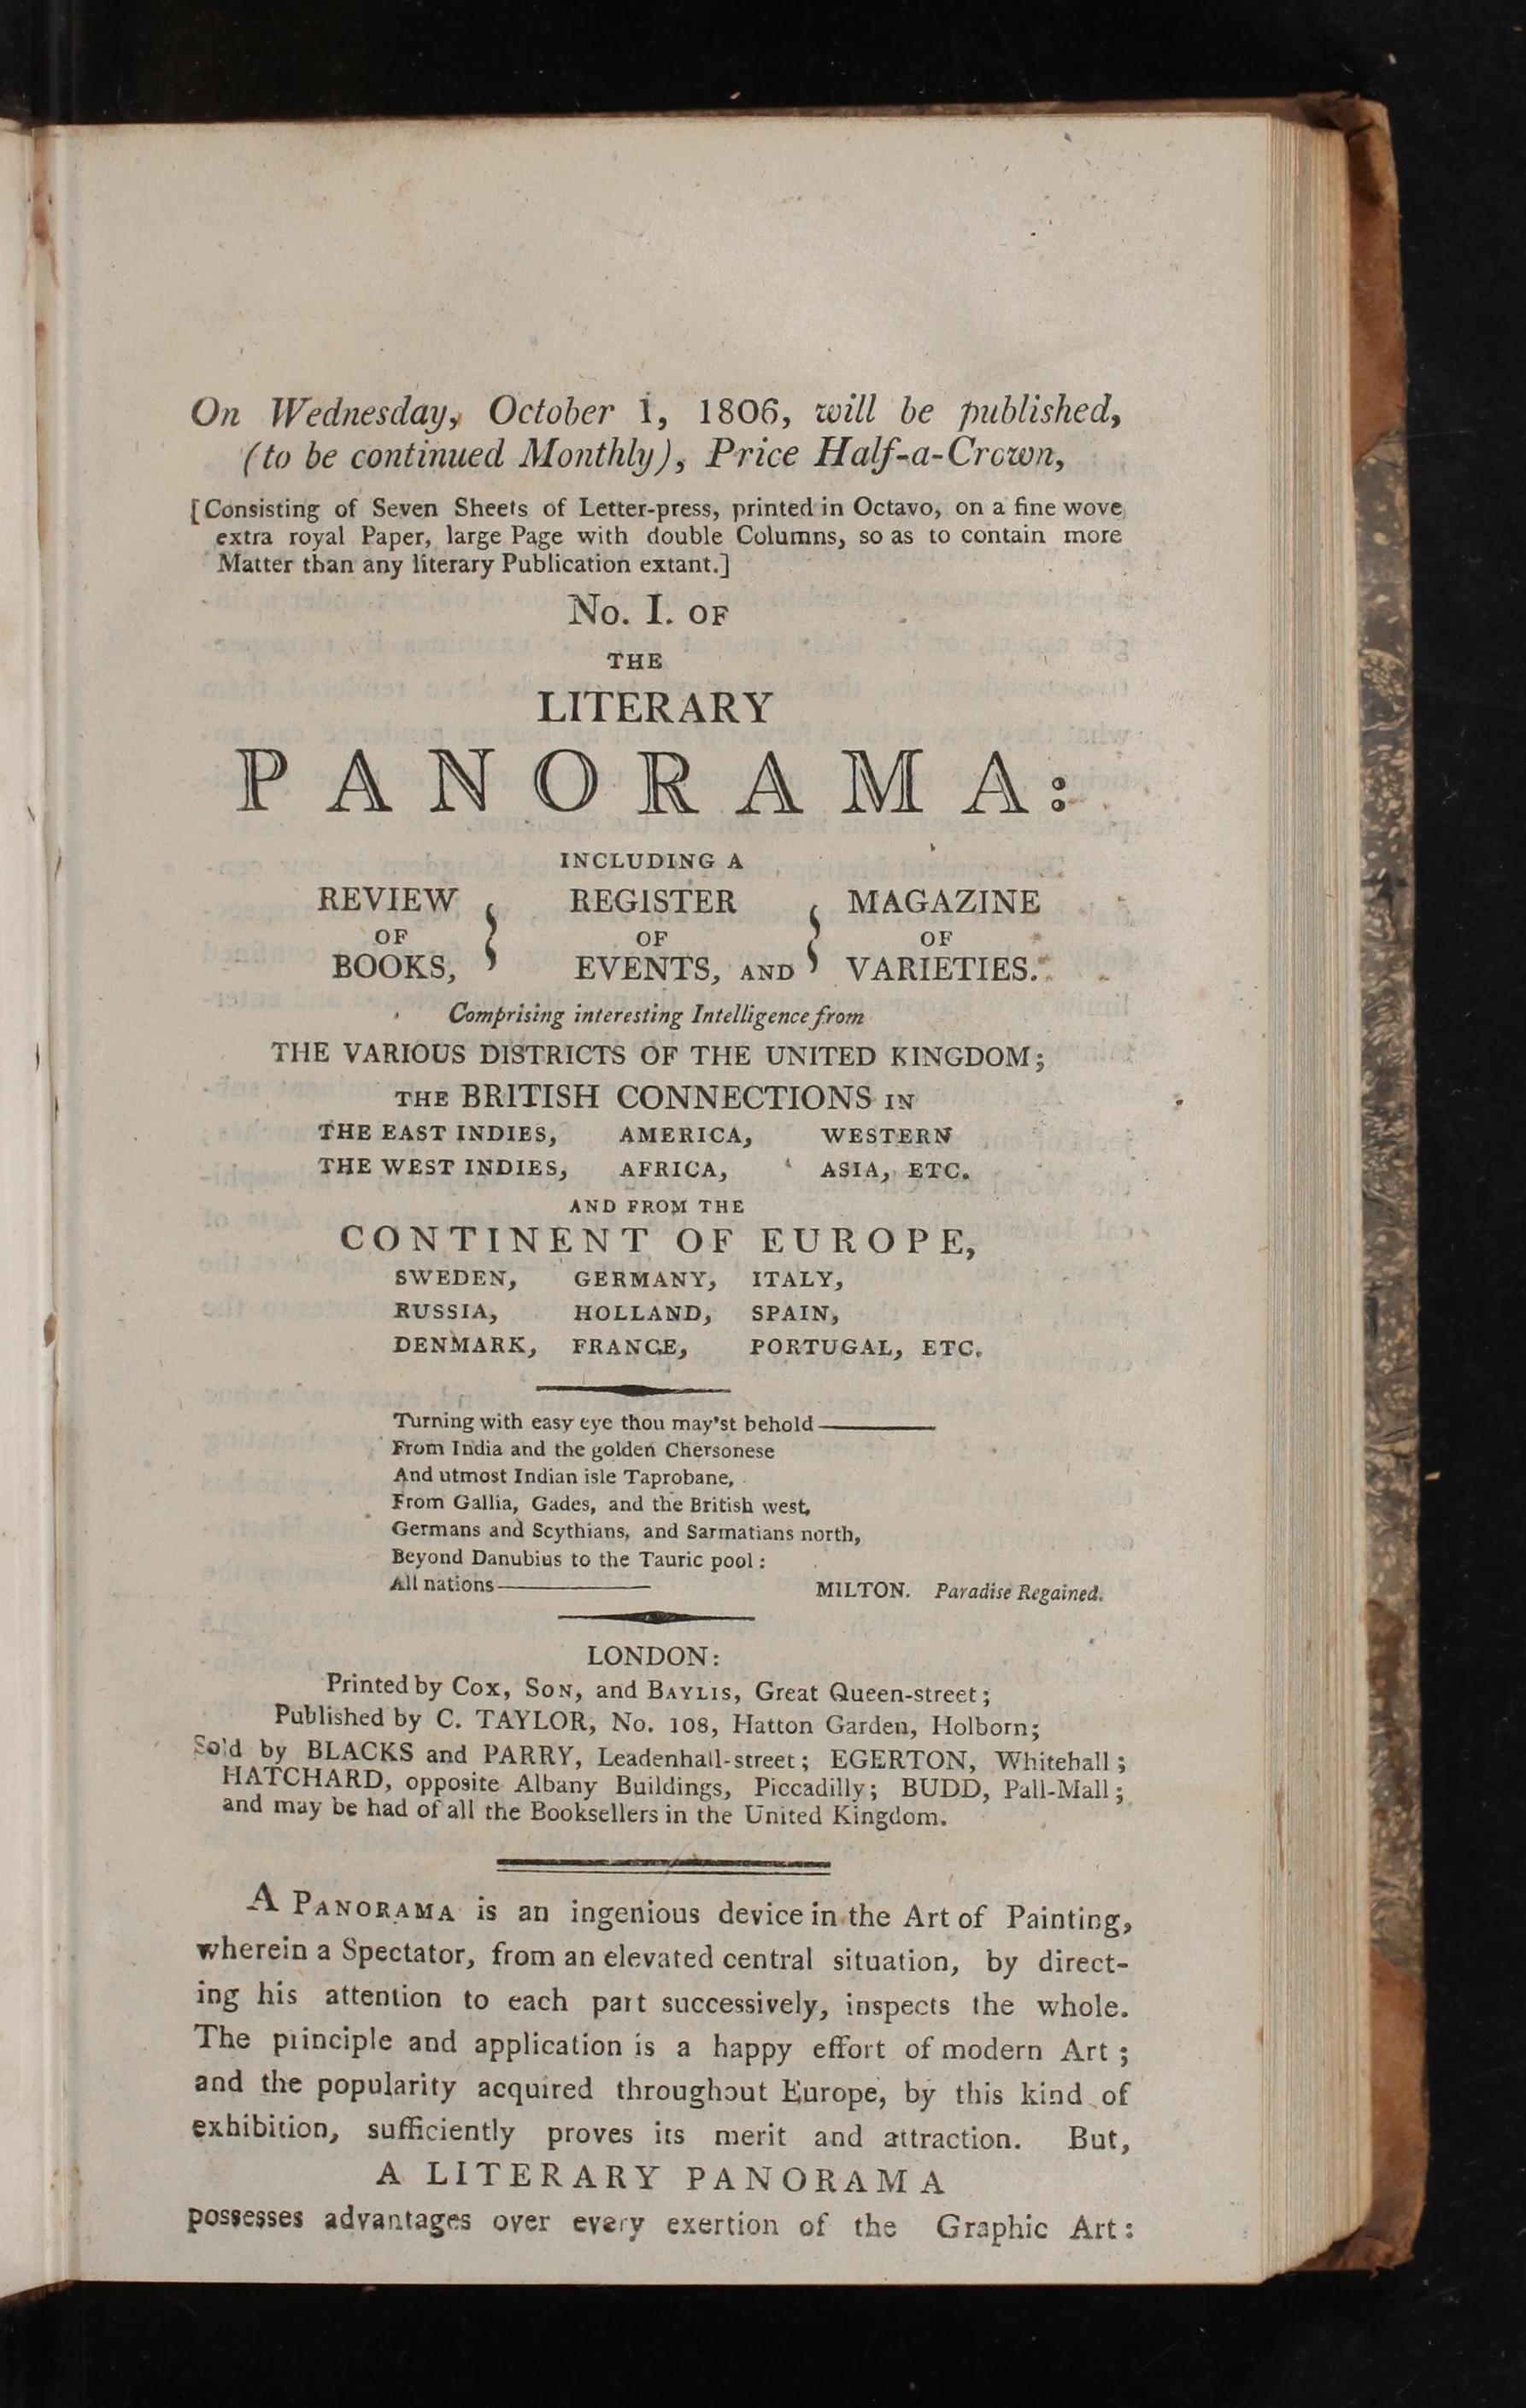 On Wednesday, October 1, 1806, will be published,
(to be continued Monthly), Price Half-a-Crown,
[Consisting of Seven Sheets of Letter-press, printed in Octavo, on a fine wove
extra royal Paper, large Page with double Columns, so as to contain more
Matter than any literary Publication extant.]
No. I. OF
THE
LITERARY
PANORAMA:
INCLUDING A
REVIEW REGISTER MAGAZINE
OF OF OF
BOOKS, EVENTS, AND VARIETIES.
Comprising interesting Intelligence from
THE VARIOUS DISTRICTS OF THE UNITED KINGDOM;
THE BRITISH CONNECTIONS IN
THE EAST INDIES, AMERICA, WESTERN
THE WEST INDIES, AFRICA, ASIA, ETC.
AND FROM THE
CONTINENT OF EUROPE,
SWEDEN, GERMANY, ITALY,
RUSSIA, HOLLAND, SPAIN,
DENMARK, FRANCE, PORTUGAL, ETC.
Turning with easy eye thou may'st behold———
From India and the golden Chersonese
And utmost Indian isle Taprobane,
From Gallia, Gades, and the British west,
Germans and Scythians, and Sarmatians north,
Beyond Danubius to the Tauric pool:
All nations——— MILTON. Paradise Regained.
LONDON:
Printed by Cox, Son, and Baylis, Great Queen-street;
Published by C. TAYLOR, No. 108, Hatton Garden, Holborn;
Sold by BLACKS and PARRY, Leadenhall-street; EGERTON, Whitehall;
HATCHARD, opposite Albany Buildings, Piccadilly; BUDD, Pall-Mall;
and may be had of all the Booksellers in the United Kingdom.
A PANORAMA is an ingenious device in the Art of Painting,
wherein a Spectator, from an elevated central situation, by direct-
ing his attention to each part successively, inspects the whole.
The principle and application is a happy effort of modern Art;
and the popularity acquired throughout Europe, by this kind of
exhibition, sufficiently proves its merit and attraction. But,
A LITERARY PANORAMA
possesses advantages over every exertion of the Graphic Art: